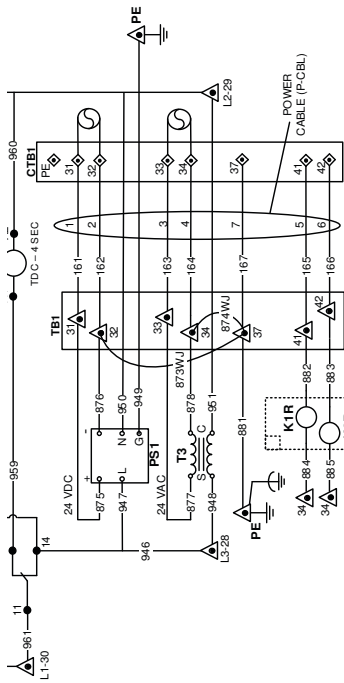 960
TDC – 4 SEC
959
11
14
961
L1-30
PE
CTB1
PE
31
32
33
34
37
41
42
L2-29
POWER
CABLE (P-CBL)
1
2
3
4
7
5
6
161
162
163
164
167
165
166
TB1
31
32
33
34
37
41
42
873WJ
874WJ
876
950
949
878
951
881
882
883
24 VDC
875
+
-
L
N
G
PS1
947
946
24 VAC
877
948
T3
S
C
L3-28
PE
K1R
884
885
34
34